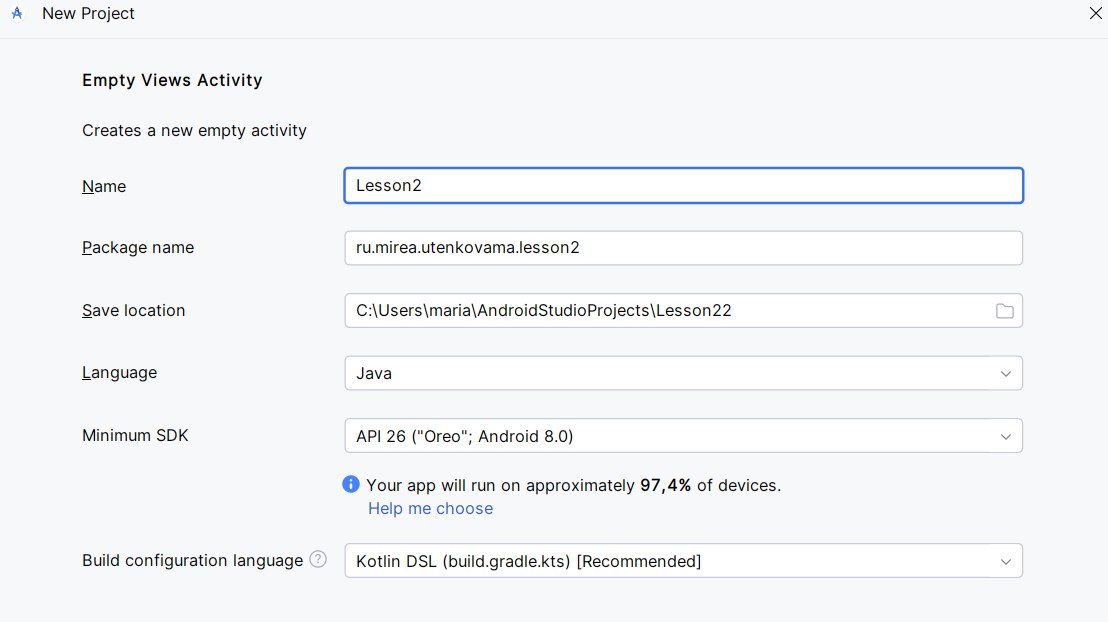 New Project
Empty Views Activity
Creates a new empty activity
Name Lesson2
Package name ru.mirea.utenkovama.lesson2
Save location C:\Users\maria\AndroidStudioProjects\Lesson22
Language Java
Minimum SDK API 26 ("Oreo"; Android 8.0)
Your app will run on approximately 97,4% of devices.
Help me choose
Build configuration language ? Kotlin DSL (build.gradle.kts) [Recommended]